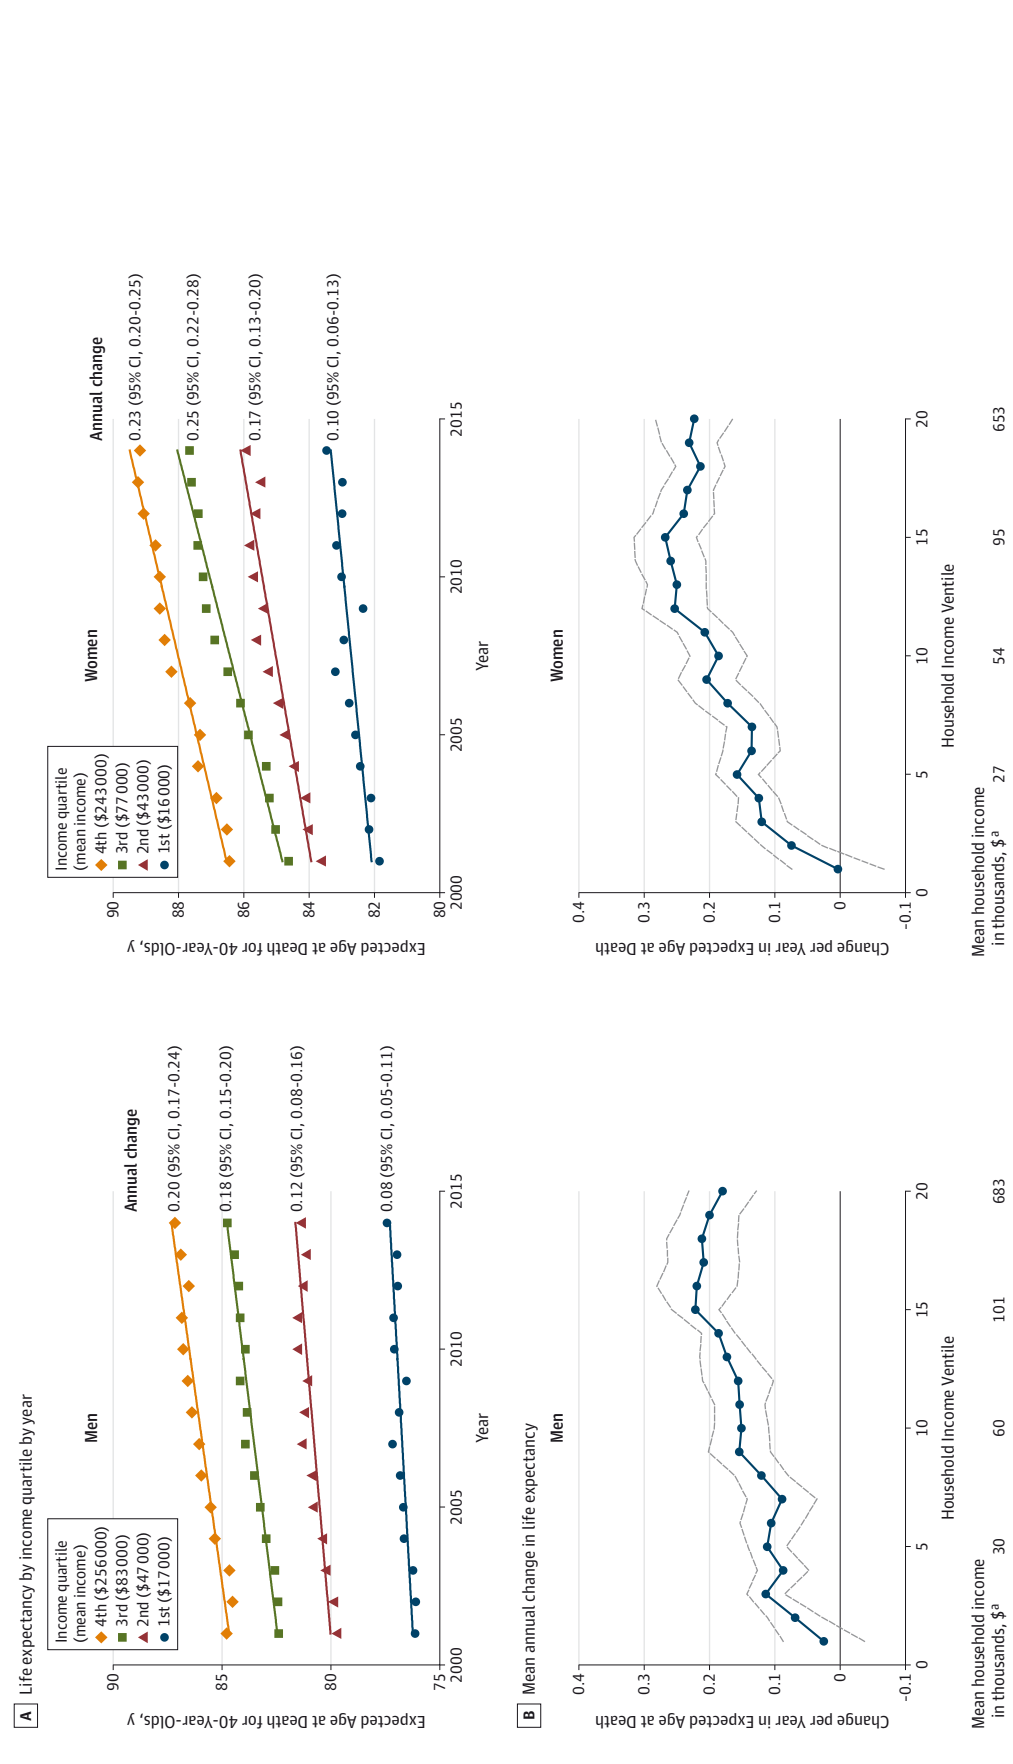 A Life expectancy by income quartile by year
Men
Expected Age at Death for 40-Year-Olds, y
90
85
80
75
2000
2005
2010
2015
Year
Income quartile
(mean income)
4th ($256 000)
3rd ($83 000)
2nd ($47 000)
1st ($17 000)
Annual change
0.20 (95% CI, 0.17-0.24)
0.18 (95% CI, 0.15-0.20)
0.12 (95% CI, 0.08-0.16)
0.08 (95% CI, 0.05-0.11)
Women
Expected Age at Death for 40-Year-Olds, y
90
88
86
84
82
80
2000
2005
2010
2015
Year
Income quartile
(mean income)
4th ($243 000)
3rd ($77 000)
2nd ($43 000)
1st ($16 000)
Annual change
0.23 (95% CI, 0.20-0.25)
0.25 (95% CI, 0.22-0.28)
0.17 (95% CI, 0.13-0.20)
0.10 (95% CI, 0.06-0.13)
B Mean annual change in life expectancy
Men
Change per Year in Expected Age at Death
0.4
0.3
0.2
0.1
0
-0.1
0
5
10
15
20
Household Income Ventile
Mean household income
in thousands, $ᵃ
30
60
101
683
Women
Change per Year in Expected Age at Death
0.4
0.3
0.2
0.1
0
-0.1
0
5
10
15
20
Household Income Ventile
Mean household income
in thousands, $ᵃ
27
54
95
653